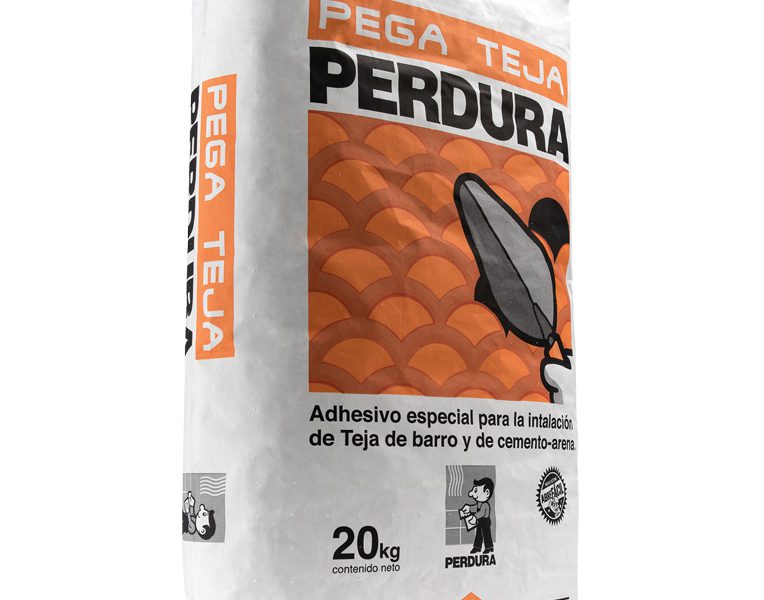 PEGA TEJA
PERDURA
PEGA TEJA
PERDURA
Adhesivo especial para la intalación
de Teja de barro y de cemento-arena.
ABREFÁCIL
20kg
contenido neto
PERDURA